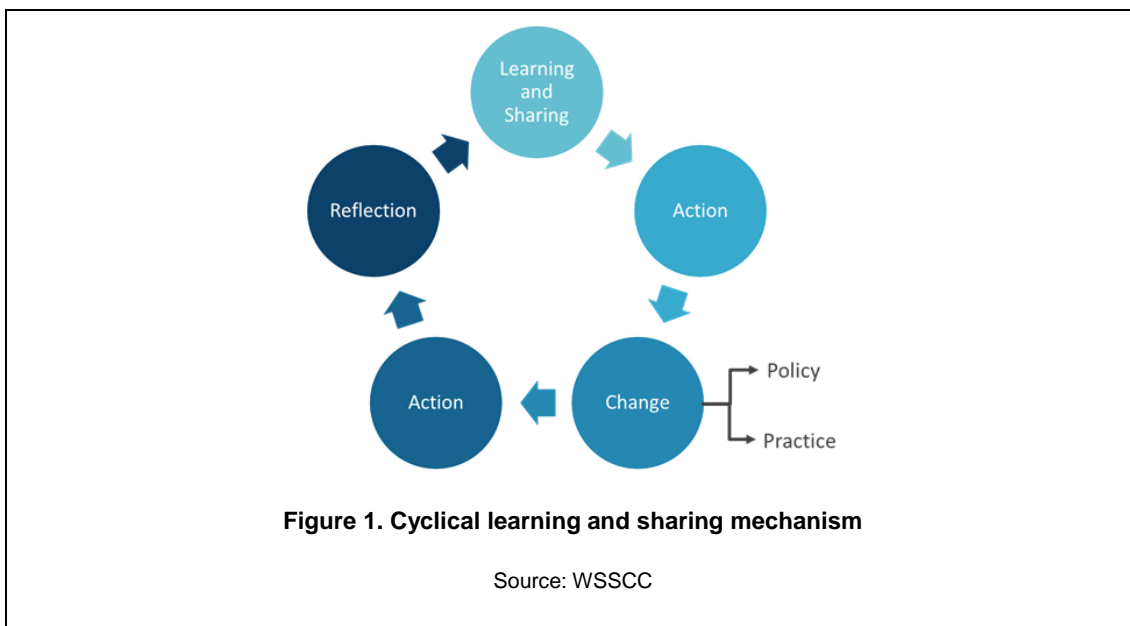 Learning
and
Sharing
Reflection
Action
Action
Change
Policy
Practice
Figure 1. Cyclical learning and sharing mechanism
Source: WSSCC